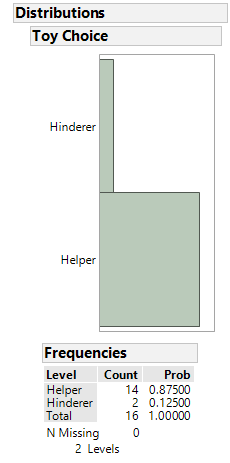 Distributions
Toy Choice
Hinderer
Helper
Frequencies
Level Count Prob
Helper 14 0.87500
Hinderer 2 0.12500
Total 16 1.00000
N Missing 0
2 Levels